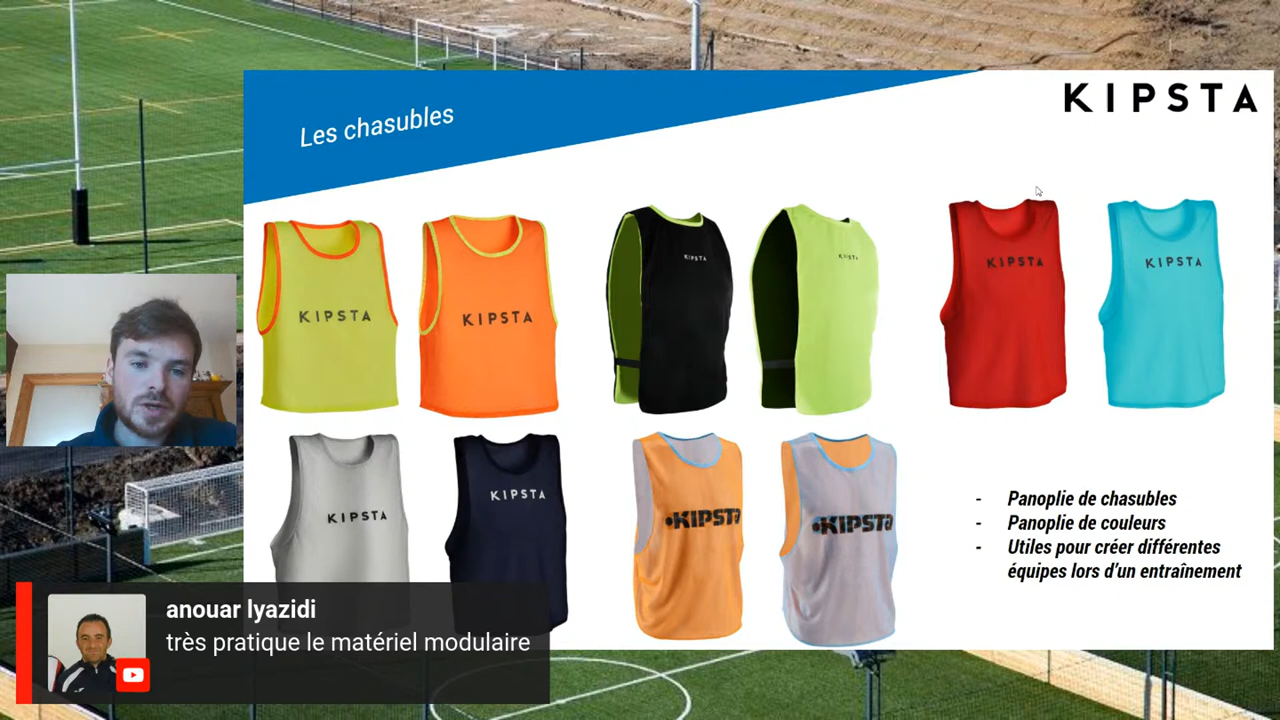 Les chasubles
KIPSTA
KIPSTA
KIPSTA
KIPSTA
KIPSTA
KIPSTA
KIPSTA
KIPSTA
KIPSTA
KIPSTA
KIPSTA
- Panoplie de chasubles
- Panoplie de couleurs
- Utiles pour créer différentes
équipes lors d'un entraînement
anouar lyazidi
très pratique le matériel modulaire